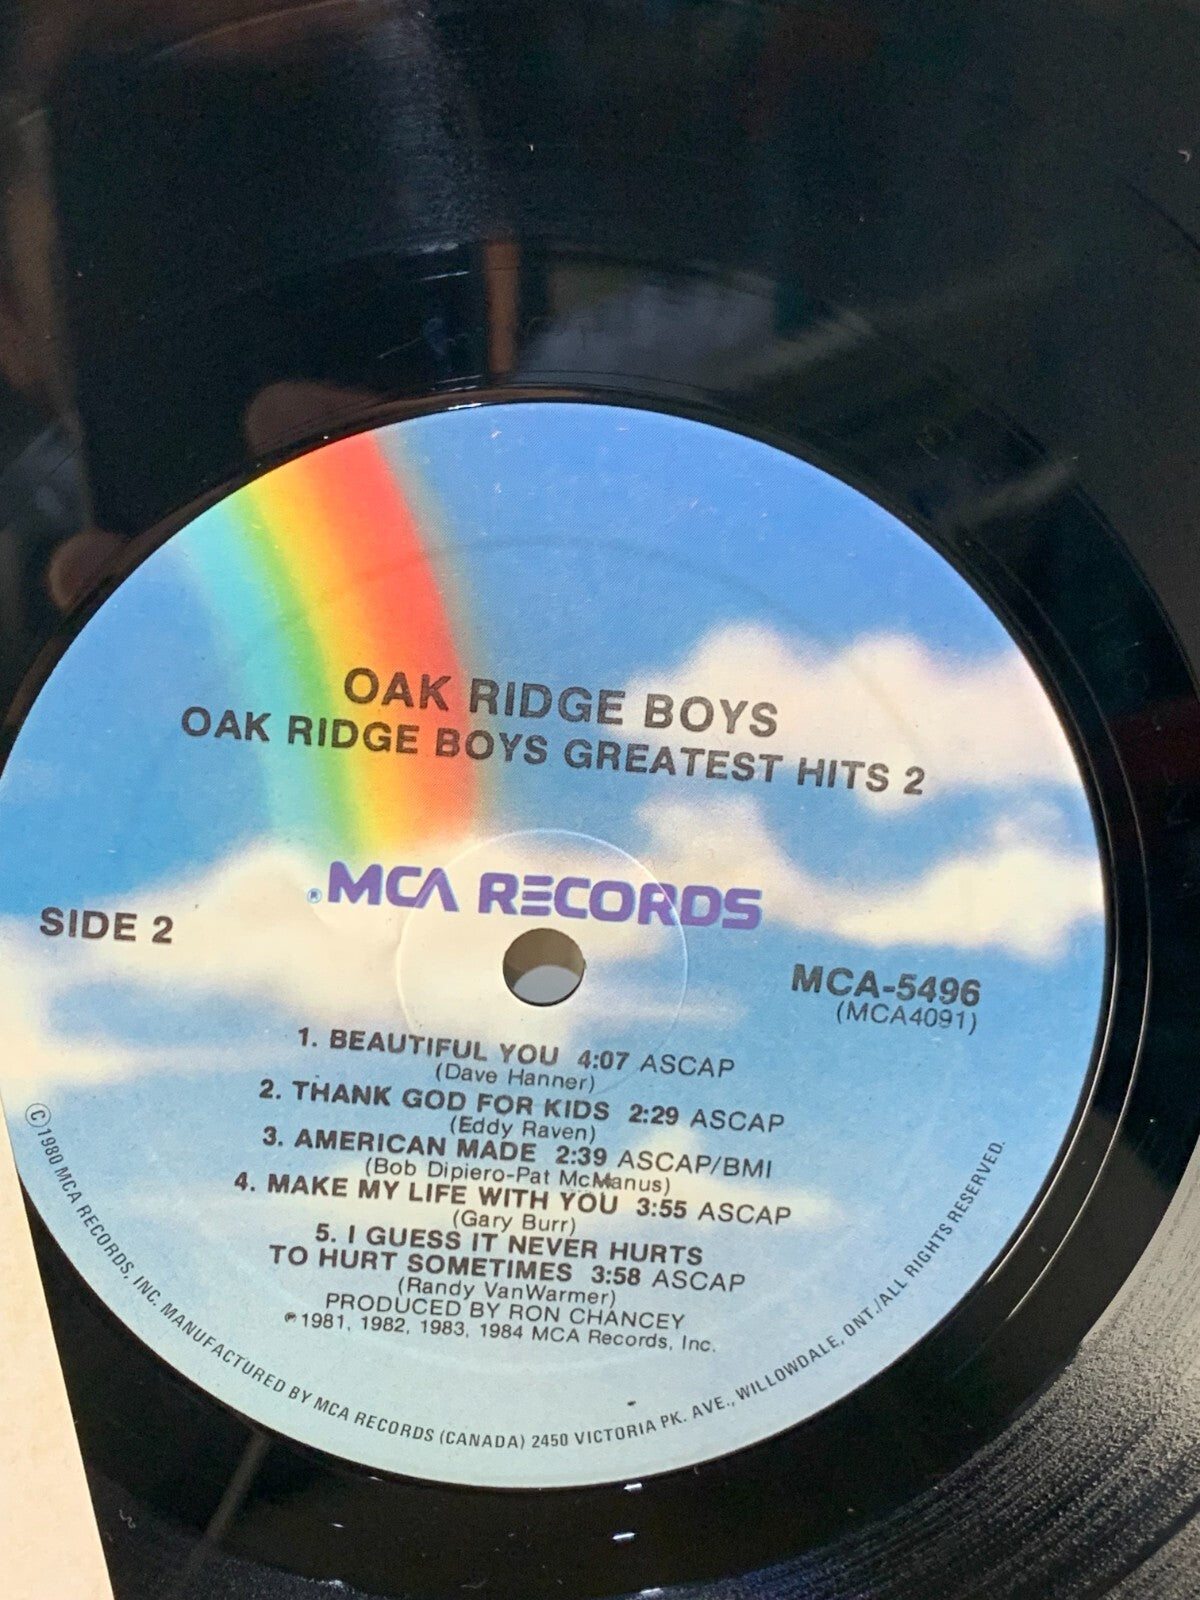 OAK RIDGE BOYS
OAK RIDGE BOYS GREATEST HITS 2
®MCA RECORDS
SIDE 2
MCA-5496
(MCA4091)
1. BEAUTIFUL YOU 4:07 ASCAP
(Dave Hanner)
2. THANK GOD FOR KIDS 2:29 ASCAP
(Eddy Raven)
3. AMERICAN MADE 2:39 ASCAP/BMI
(Bob Dipiero-Pat McManus)
4. MAKE MY LIFE WITH YOU 3:55 ASCAP
(Gary Burr)
5. I GUESS IT NEVER HURTS
TO HURT SOMETIMES 3:58 ASCAP
(Randy VanWarmer)
PRODUCED BY RON CHANCEY
℗1981, 1982, 1983, 1984 MCA Records, Inc.
©1980 MCA RECORDS, INC. MANUFACTURED BY MCA RECORDS (CANADA) 2450 VICTORIA PK. AVE., WILLOWDALE, ONT./ALL RIGHTS RESERVED.